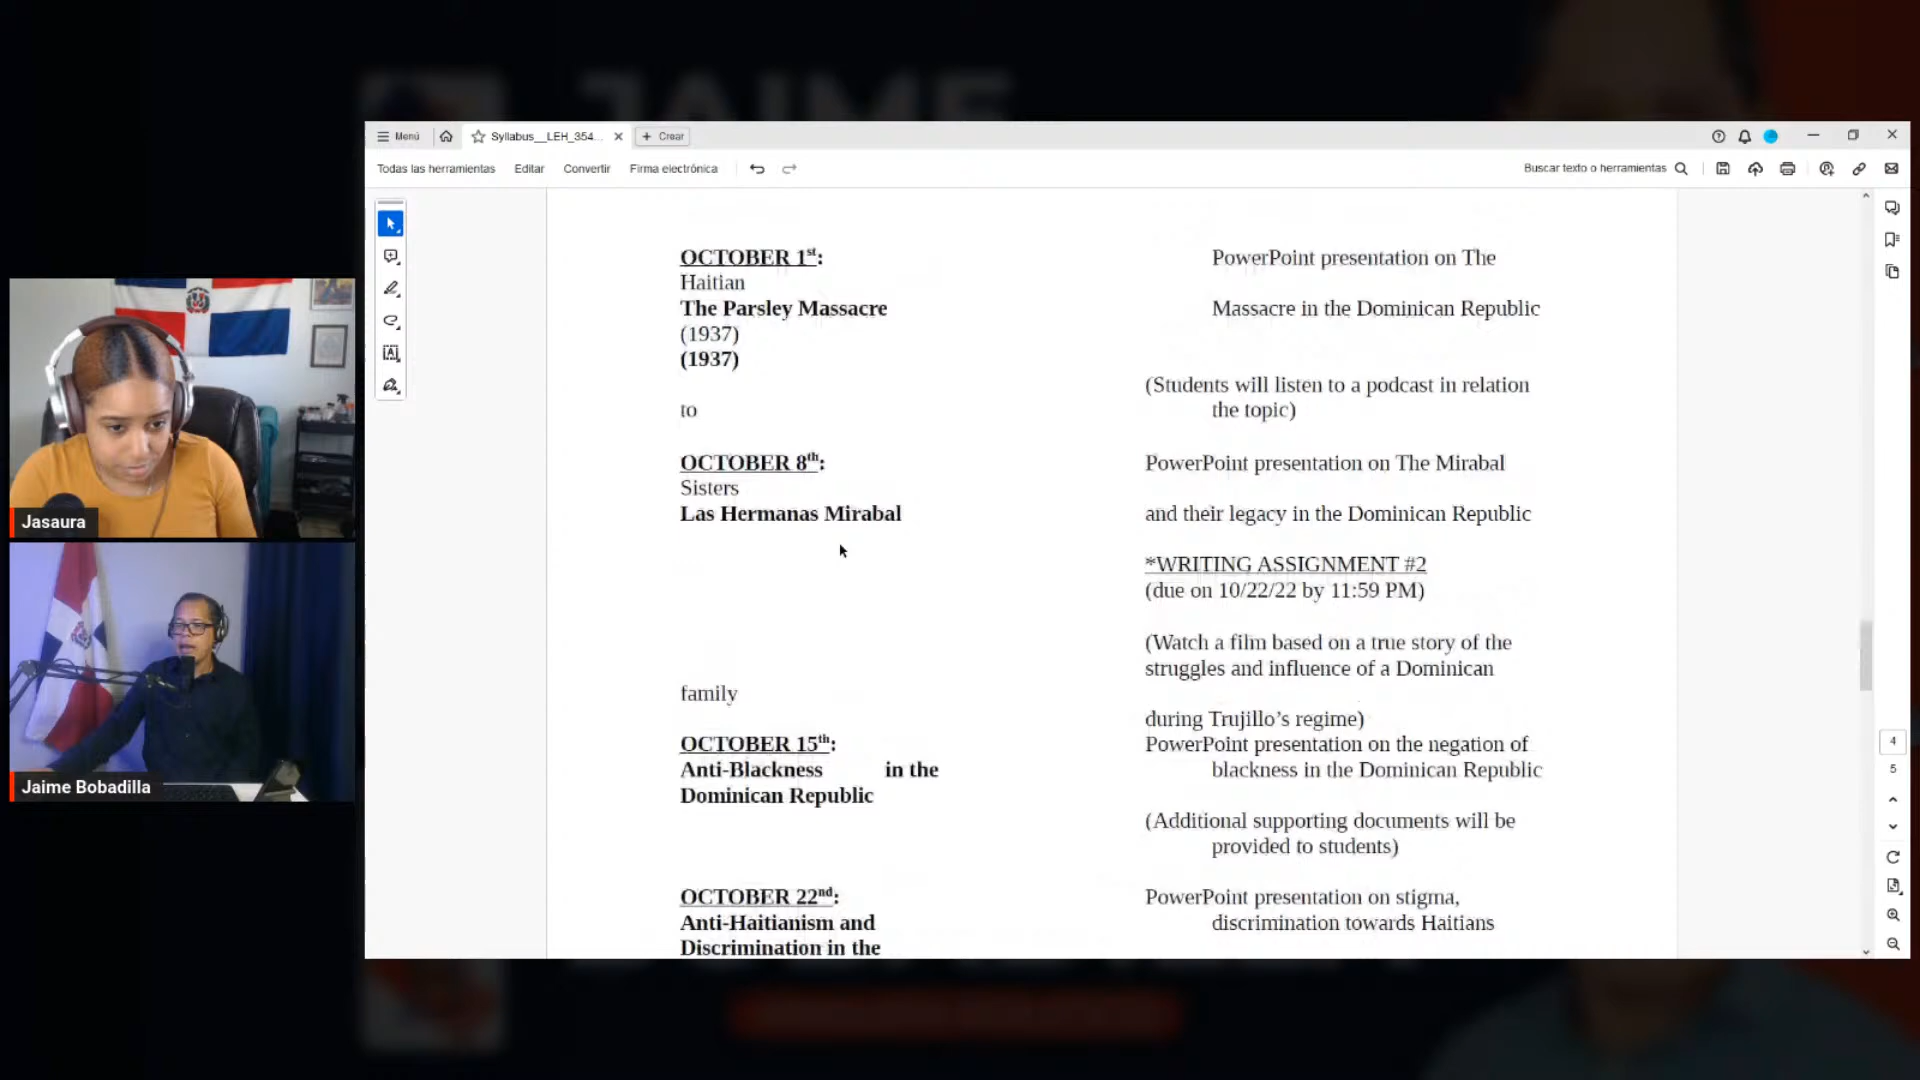 JAIME
Menú
Syllabus__LEH_354...
Crear
Todas las herramientas
Editar
Convertir
Firma electrónica
Buscar texto o herramientas
OCTOBER 1st:
PowerPoint presentation on The
Haitian
The Parsley Massacre
Massacre in the Dominican Republic
(1937)
(1937)
(Students will listen to a podcast in relation
to
the topic)
OCTOBER 8th:
PowerPoint presentation on The Mirabal
Sisters
Las Hermanas Mirabal
and their legacy in the Dominican Republic
*WRITING ASSIGNMENT #2
(due on 10/22/22 by 11:59 PM)
(Watch a film based on a true story of the
struggles and influence of a Dominican
family
during Trujillo's regime)
OCTOBER 15th:
PowerPoint presentation on the negation of
Anti-Blackness in the
blackness in the Dominican Republic
Dominican Republic
(Additional supporting documents will be
provided to students)
OCTOBER 22nd:
PowerPoint presentation on stigma,
Anti-Haitianism and
discrimination towards Haitians
Discrimination in the
4
5
Jasaura
Jaime Bobadilla